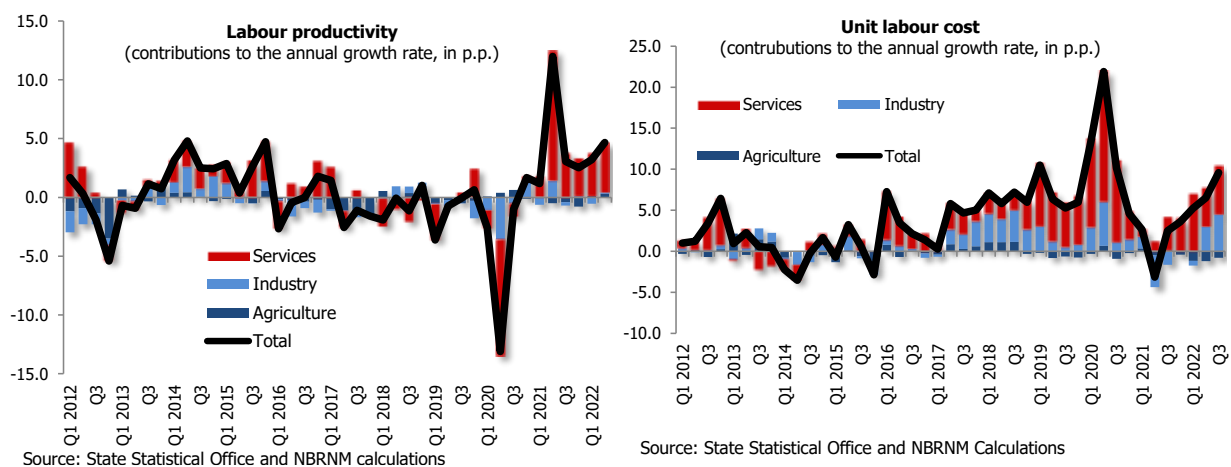 Labour productivity
(contributions to the annual growth rate, in p.p.)
15.0
10.0
5.0
0.0
-5.0
-10.0
-15.0
Services
Industry
Agriculture
Total
Q1 2012
Q3
Q1 2013
Q3
Q1 2014
Q3
Q1 2015
Q3
Q1 2016
Q3
Q1 2017
Q3
Q1 2018
Q3
Q1 2019
Q3
Q1 2020
Q3
Q1 2021
Q3
Q1 2022
Source: State Statistical Office and NBRNM calculations
Unit labour cost
(contrubutions to the annual growth rate, in p.p.)
25.0
20.0
15.0
10.0
5.0
0.0
-5.0
-10.0
Services
Industry
Agriculture
Total
Q1 2012
Q3
Q1 2013
Q3
Q1 2014
Q3
Q1 2015
Q3
Q1 2016
Q3
Q1 2017
Q3
Q1 2018
Q3
Q1 2019
Q3
Q1 2020
Q3
Q1 2021
Q3
Q1 2022
Q3
Source: State Statistical Office and NBRNM Calculations